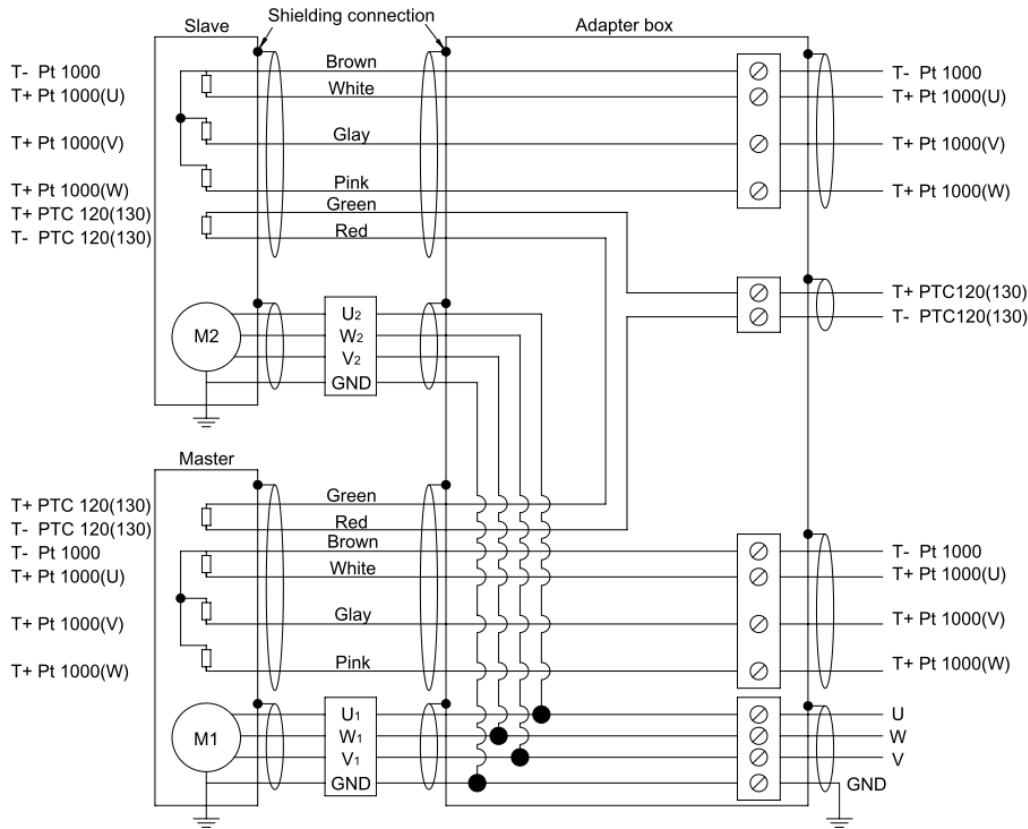 Shielding connection
Slave
Adapter box
T- Pt 1000
Brown
T- Pt 1000
T+ Pt 1000(U)
White
T+ Pt 1000(U)
T+ Pt 1000(V)
Glay
T+ Pt 1000(V)
T+ Pt 1000(W)
Pink
T+ Pt 1000(W)
T+ PTC 120(130)
Green
T- PTC 120(130)
Red
T+ PTC120(130)
T- PTC120(130)
M2
U2
W2
V2
GND
Master
T+ PTC 120(130)
Green
T- PTC 120(130)
Red
T- Pt 1000
Brown
T- Pt 1000
T+ Pt 1000(U)
White
T+ Pt 1000(U)
T+ Pt 1000(V)
Glay
T+ Pt 1000(V)
T+ Pt 1000(W)
Pink
T+ Pt 1000(W)
M1
U1
U
W1
W
V1
V
GND
GND